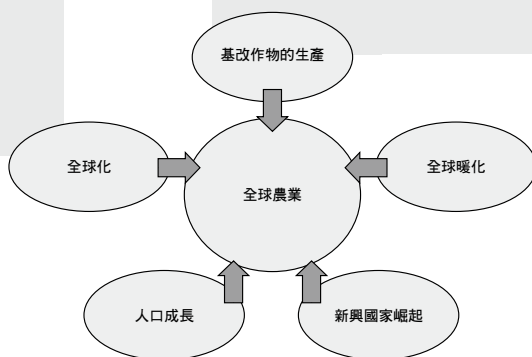 基改作物的生產
全球化
全球農業
全球暖化
人口成長
新興國家崛起